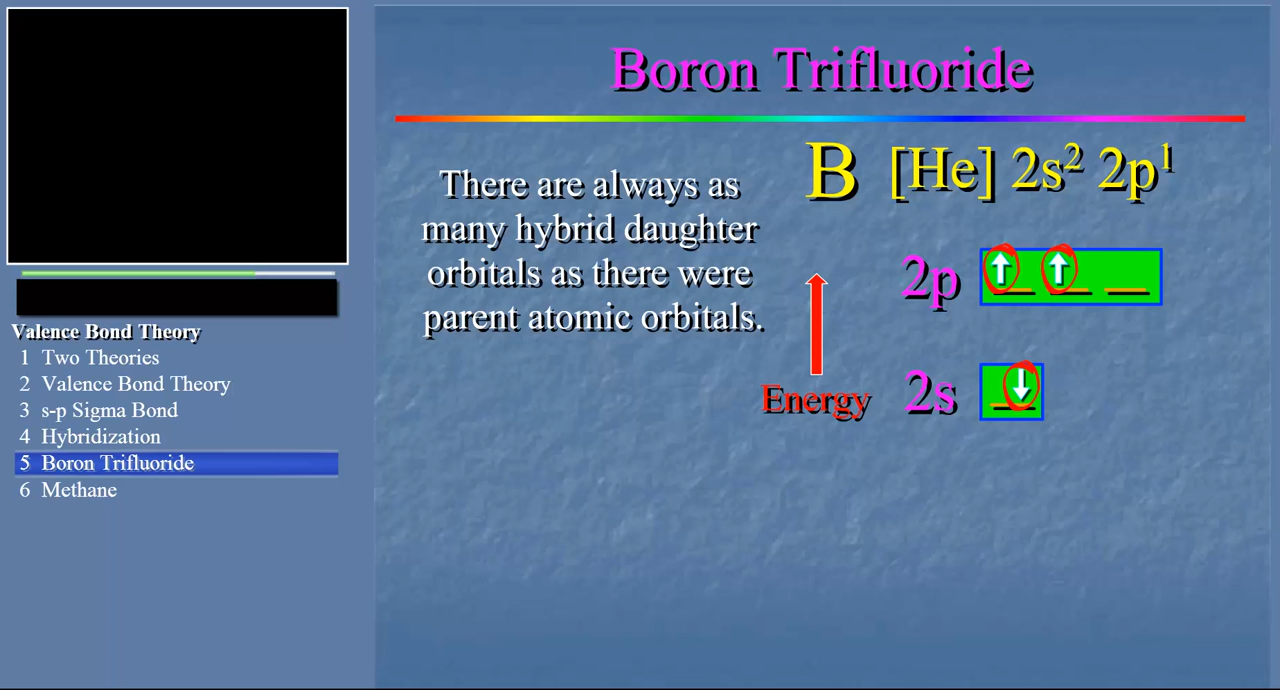 Boron Trifluoride
There are always as
many hybrid daughter
orbitals as there were
parent atomic orbitals.
B [He] 2s² 2p¹
2p
Energy
2s
Valence Bond Theory
1 Two Theories
2 Valence Bond Theory
3 s-p Sigma Bond
4 Hybridization
5 Boron Trifluoride
6 Methane